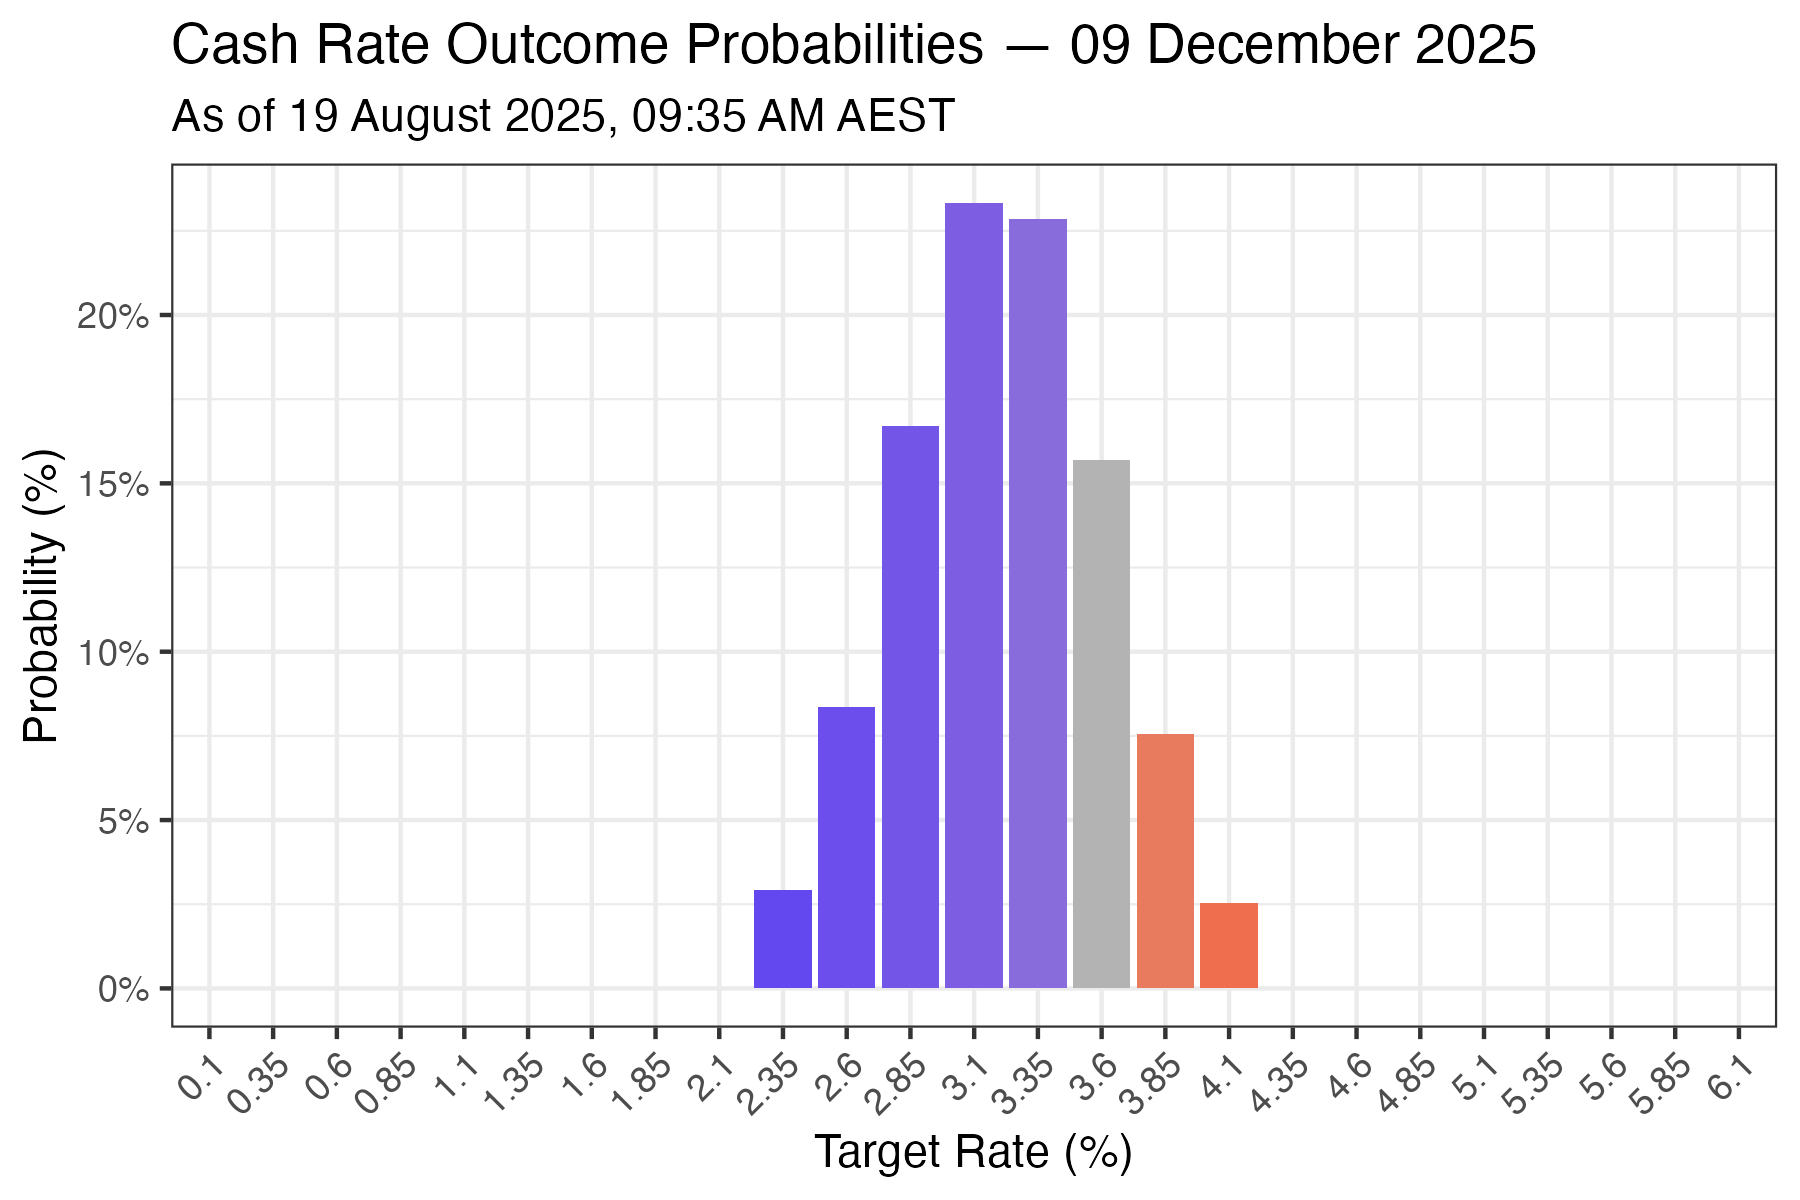 Cash Rate Outcome Probabilities — 09 December 2025
As of 19 August 2025, 09:35 AM AEST
Probability (%)
20%
15%
10%
5%
0%
0.1 0.35 0.6 0.85 1.1 1.35 1.6 1.85 2.1 2.35 2.6 2.85 3.1 3.35 3.6 3.85 4.1 4.35 4.6 4.85 5.1 5.35 5.6 5.85 6.1
Target Rate (%)